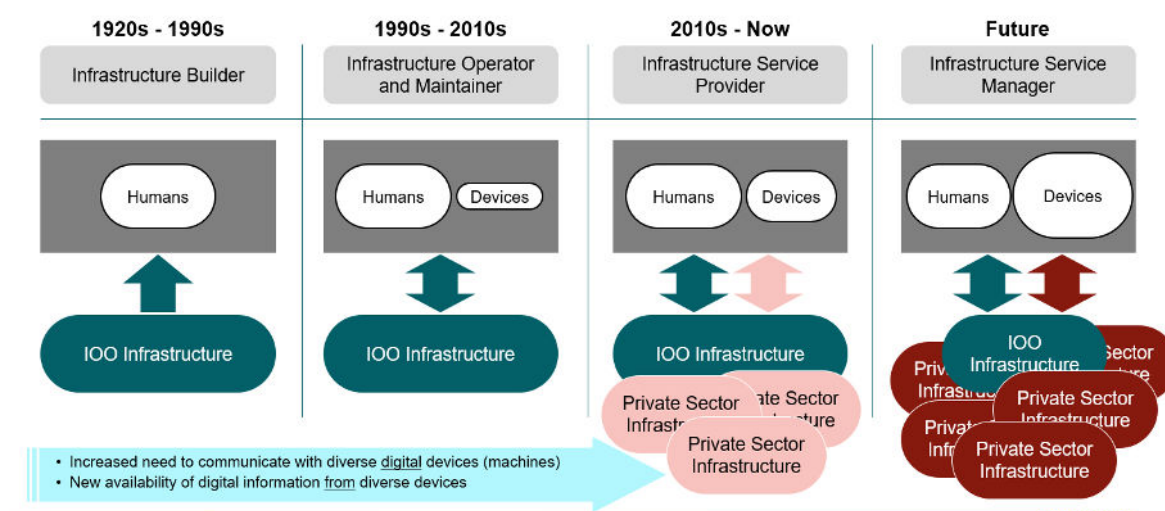 1920s - 1990s
Infrastructure Builder
Humans
IOO Infrastructure
1990s - 2010s
Infrastructure Operator
and Maintainer
Humans
Devices
IOO Infrastructure
2010s - Now
Infrastructure Service
Provider
Humans
Devices
IOO Infrastructure
Private Sector
ate Sector
Private Sector
Infrastructure
Future
Infrastructure Service
Manager
Humans
Devices
IOO
Infrastructure
Sector
Private Sector
Private Sector
Infrastructure
• Increased need to communicate with diverse digital devices (machines)
• New availability of digital information from diverse devices